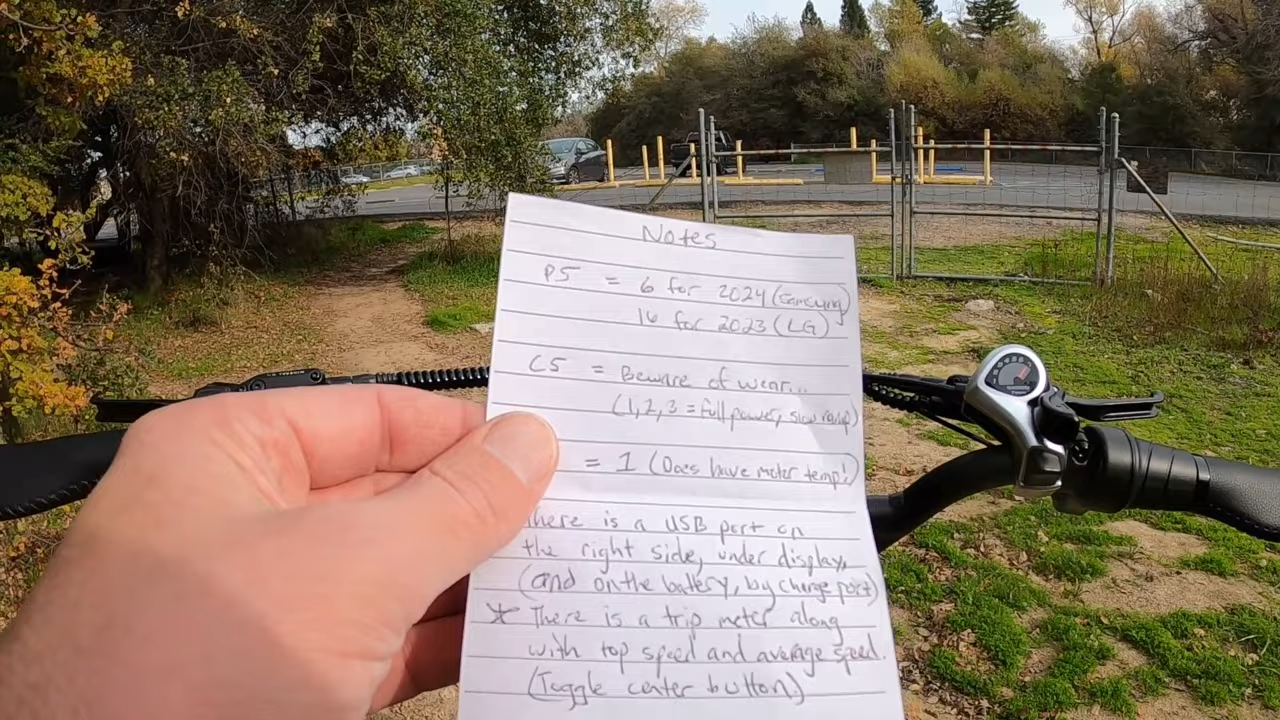 Notes
P5 = 6 for 2024 (Samsung)
16 for 2023 (LG)
C5 = Beware of wear...
(1,2,3 = full power, slow ramp)
= 1 (Does have motor temp!)
here is a USB port on
the right side, under display,
(and on the battery, by charge port)
* There is a trip meter along
with top speed and average speed.
(Toggle center button)